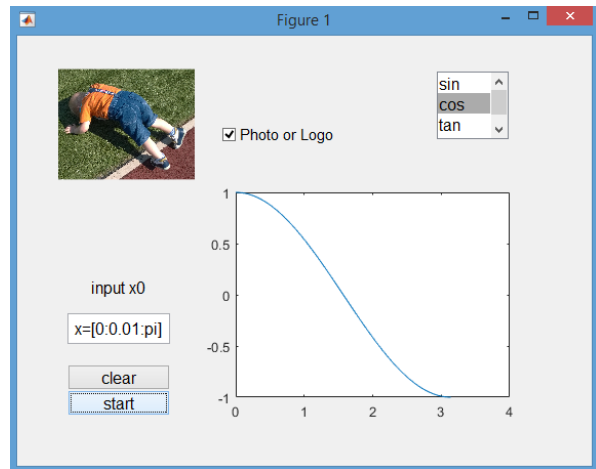 Figure 1
sin
cos
tan
Photo or Logo
input x0
x=[0:0.01:pi]
clear
start
1
0.5
0
-0.5
-1
0 1 2 3 4